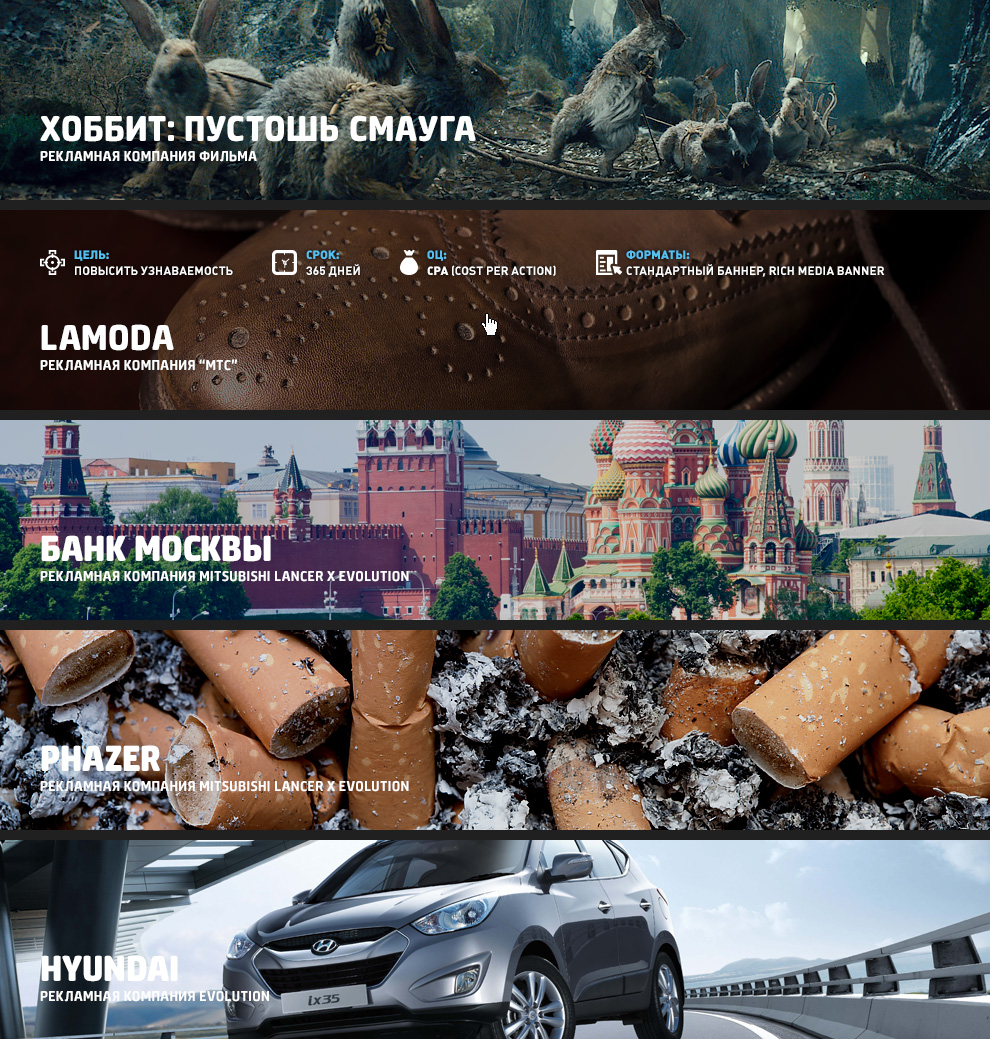 ХОББИТ: ПУСТОШЬ СМАУГА
РЕКЛАМНАЯ КОМПАНИЯ ФИЛЬМА
ЦЕЛЬ:
ПОВЫСИТЬ УЗНАВАЕМОСТЬ
СРОК:
365 ДНЕЙ
ОЦ:
CPA (COST PER ACTION)
ФОРМАТЫ:
СТАНДАРТНЫЙ БАННЕР, RICH MEDIA BANNER
LAMODA
РЕКЛАМНАЯ КОМПАНИЯ “МТС”
БАНК МОСКВЫ
РЕКЛАМНАЯ КОМПАНИЯ MITSUBISHI LANCER X EVOLUTION
PHAZER
РЕКЛАМНАЯ КОМПАНИЯ MITSUBISHI LANCER X EVOLUTION
HYUNDAI
РЕКЛАМНАЯ КОМПАНИЯ EVOLUTION
ix35